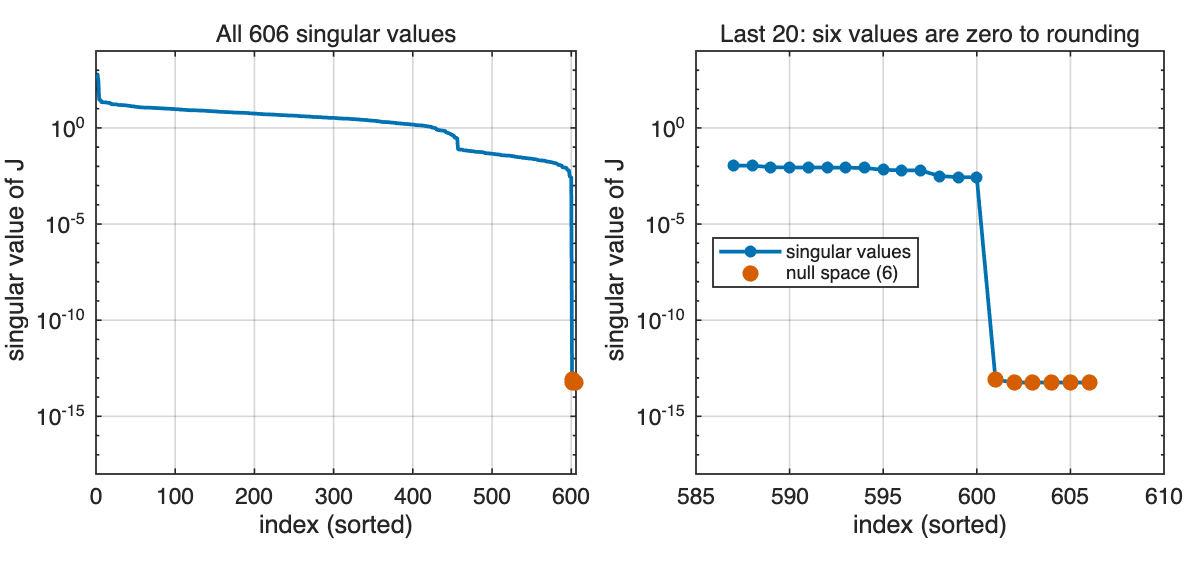 All 606 singular values
singular value of J
10^0
10^-5
10^-10
10^-15
0 100 200 300 400 500 600
index (sorted)
Last 20: six values are zero to rounding
singular value of J
10^0
10^-5
10^-10
10^-15
singular values
null space (6)
585 590 595 600 605 610
index (sorted)